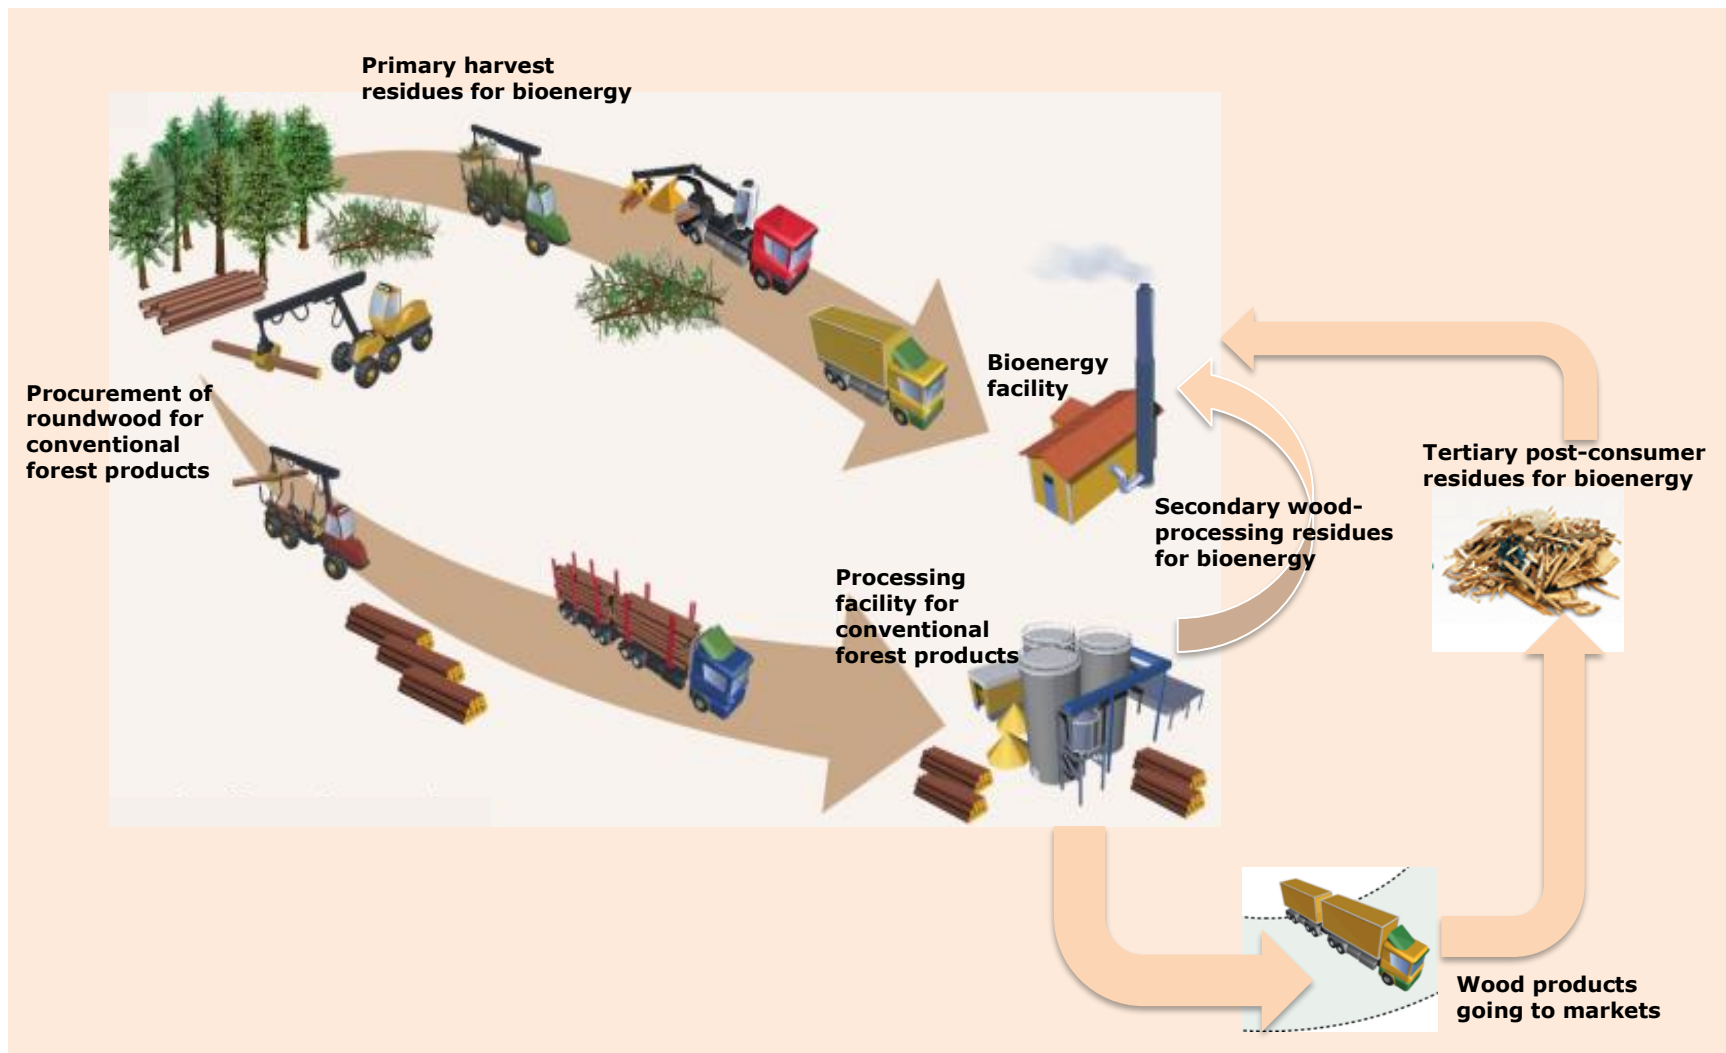 Primary harvest
residues for bioenergy
Bioenergy
facility
Procurement of
roundwood for
conventional
forest products
Tertiary post-consumer
residues for bioenergy
Secondary wood-
processing residues
for bioenergy
Processing
facility for
conventional
forest products
Wood products
going to markets